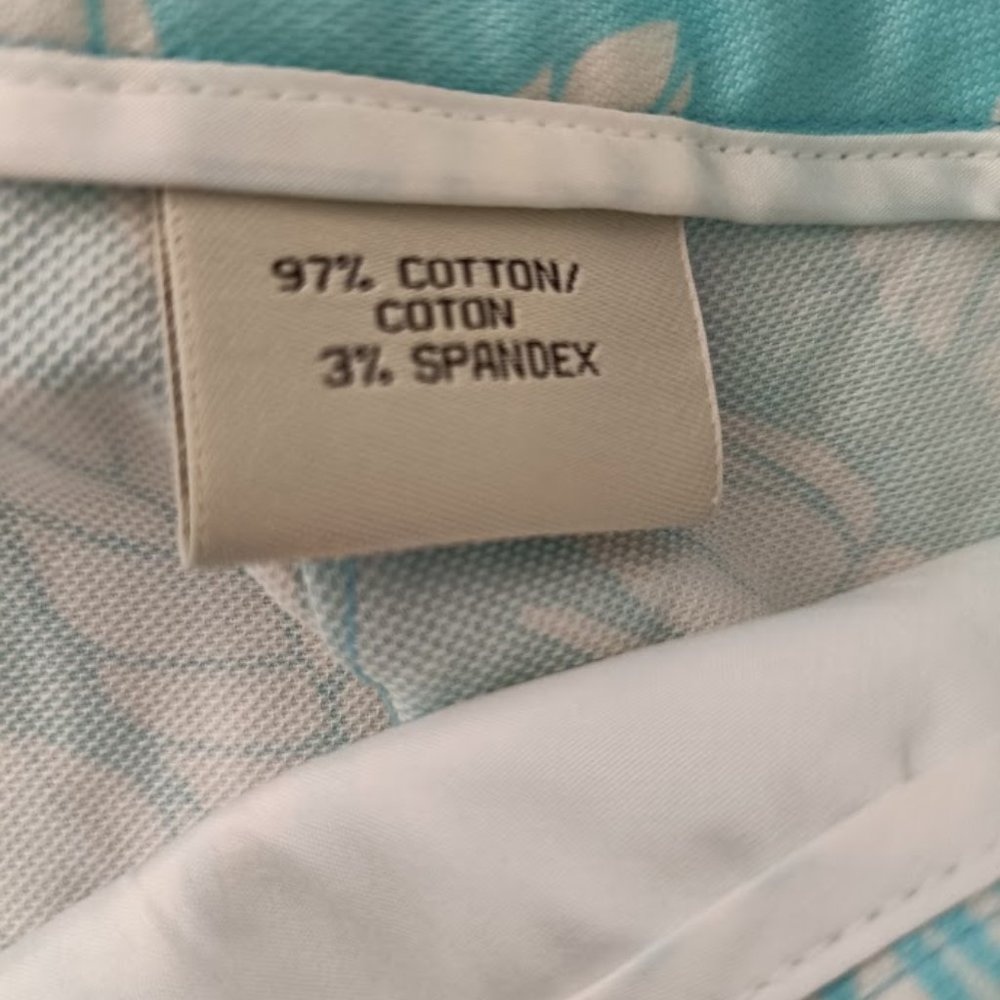 97% COTTON/
COTON
3% SPANDEX